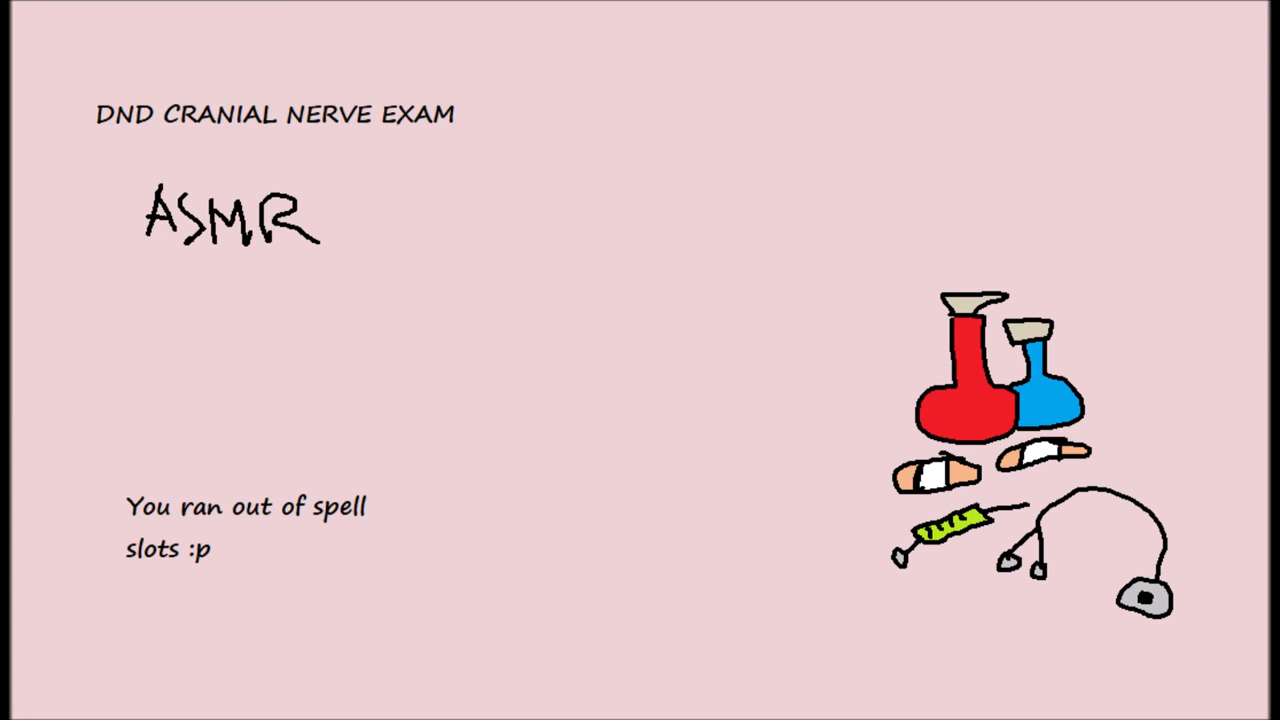 DND CRANIAL NERVE EXAM
ASMR
You ran out of spell
slots :p